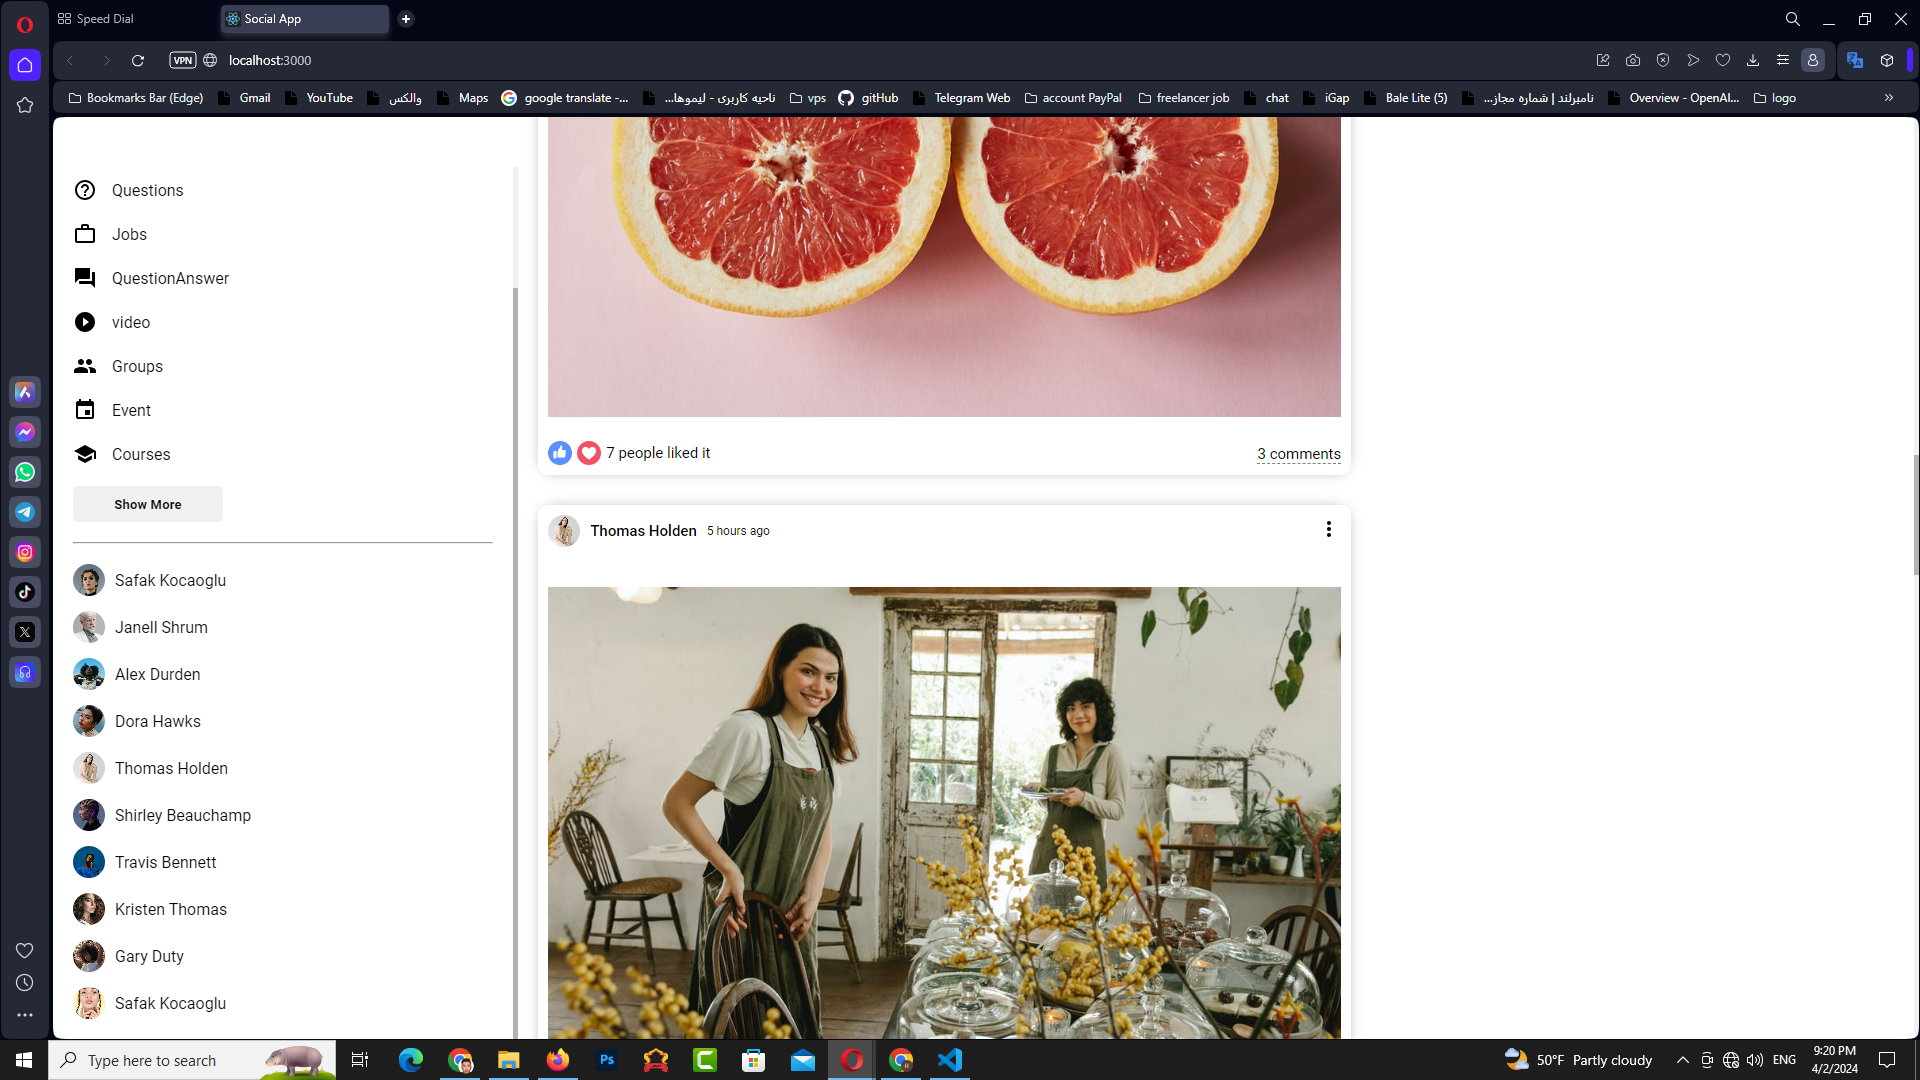 Speed Dial
Social App
VPN
localhost:3000
Bookmarks Bar (Edge)
Gmail
YouTube
والکس
Maps
google translate -...
ناحیه کاربری - لیموها...
vps
gitHub
Telegram Web
account PayPal
freelancer job
chat
iGap
Bale Lite (5)
نامبرلند | شماره مجاز...
Overview - OpenAI...
logo
Questions
Jobs
QuestionAnswer
video
Groups
Event
Courses
Show More
Safak Kocaoglu
Janell Shrum
Alex Durden
Dora Hawks
Thomas Holden
Shirley Beauchamp
Travis Bennett
Kristen Thomas
Gary Duty
Safak Kocaoglu
7 people liked it
3 comments
Thomas Holden 5 hours ago
Type here to search
Ps
50°F Partly cloudy
ENG
9:20 PM
4/2/2024